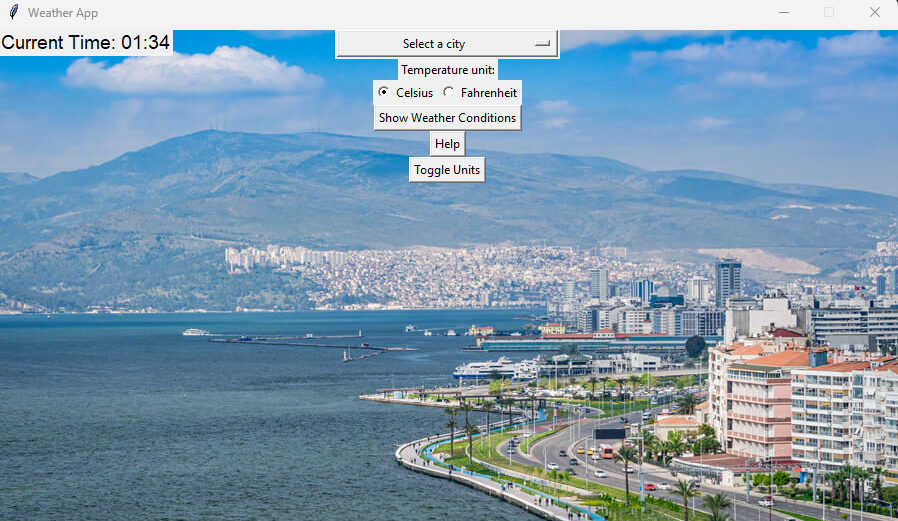 Weather App
Current Time: 01:34
Select a city
Temperature unit:
Celsius Fahrenheit
Show Weather Conditions
Help
Toggle Units